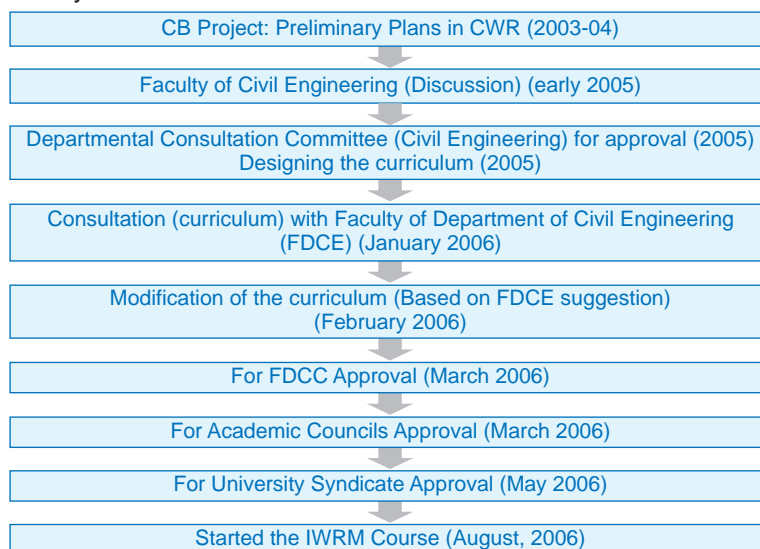 CB Project: Preliminary Plans in CWR (2003-04)
Faculty of Civil Engineering (Discussion) (early 2005)
Departmental Consultation Committee (Civil Engineering) for approval (2005)
Designing the curriculum (2005)
Consultation (curriculum) with Faculty of Department of Civil Engineering
(FDCE) (January 2006)
Modification of the curriculum (Based on FDCE suggestion)
(February 2006)
For FDCC Approval (March 2006)
For Academic Councils Approval (March 2006)
For University Syndicate Approval (May 2006)
Started the IWRM Course (August, 2006)